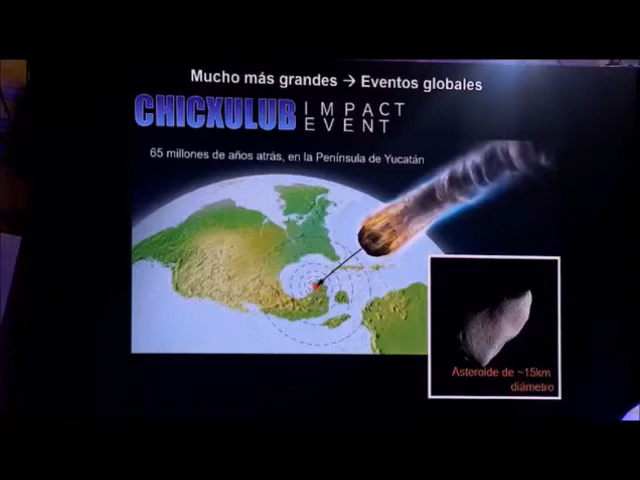 Mucho más grandes → Eventos globales
CHICXULUB IMPACT
EVENT
65 millones de años atrás, en la Península de Yucatán
Asteroide de ~15km
diámetro